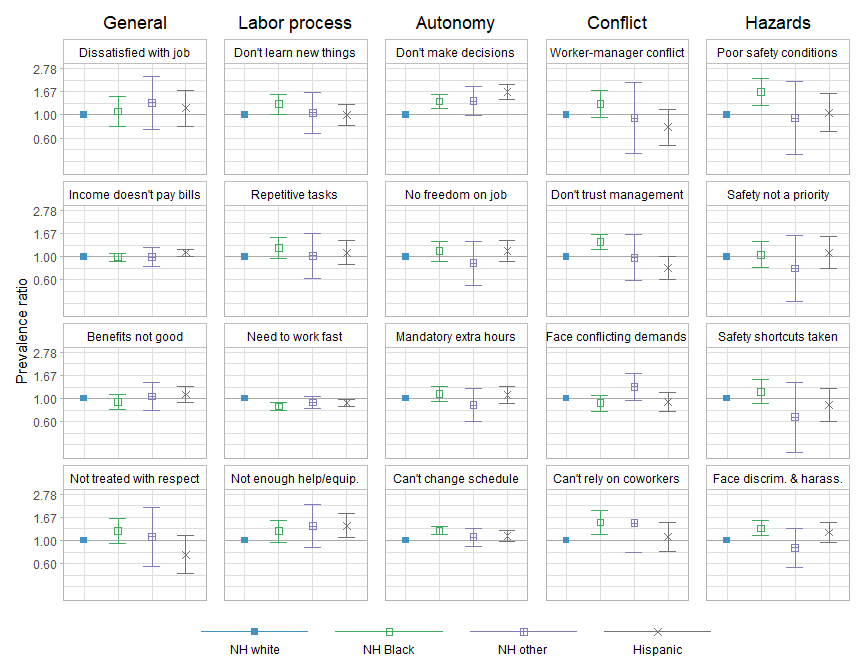 General Labor process Autonomy Conflict Hazards
Dissatisfied with job Don't learn new things Don't make decisions Worker-manager conflict Poor safety conditions
2.78
1.67
1.00
0.60
Income doesn't pay bills Repetitive tasks No freedom on job Don't trust management Safety not a priority
2.78
1.67
1.00
0.60
Prevalence ratio
Benefits not good Need to work fast Mandatory extra hours Face conflicting demands Safety shortcuts taken
2.78
1.67
1.00
0.60
Not treated with respect Not enough help/equip. Can't change schedule Can't rely on coworkers Face discrim. & harass.
2.78
1.67
1.00
0.60
NH white NH Black NH other Hispanic